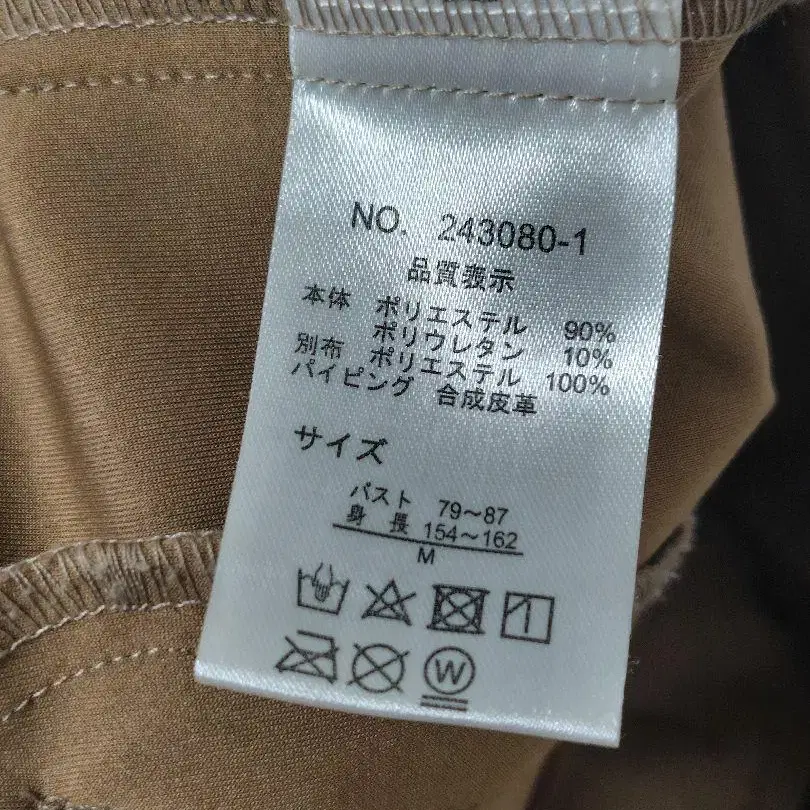 NO. 243080-1
品質表示
本体 ポリエステル 90%
ポリウレタン 10%
別布 ポリエステル 100%
パイピング 合成皮革
サイズ
バスト 79～87
身長 154～162
M
W